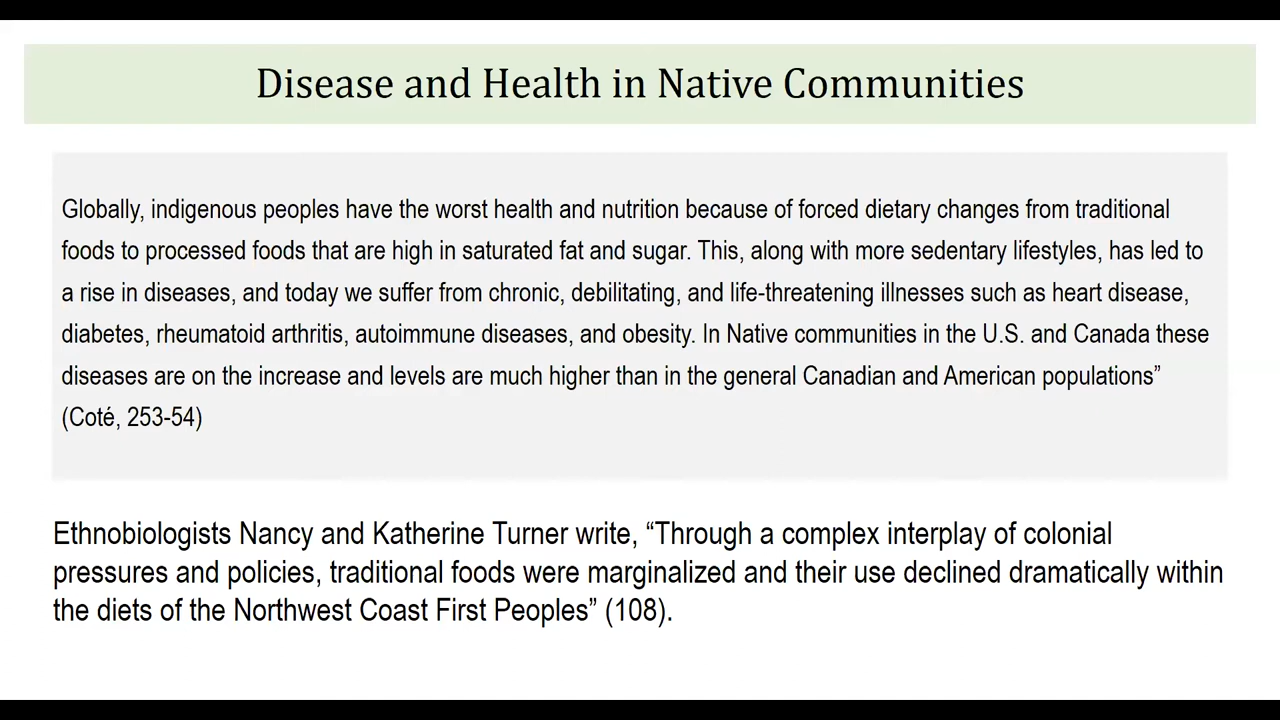 Disease and Health in Native Communities
Globally, indigenous peoples have the worst health and nutrition because of forced dietary changes from traditional
foods to processed foods that are high in saturated fat and sugar. This, along with more sedentary lifestyles, has led to
a rise in diseases, and today we suffer from chronic, debilitating, and life-threatening illnesses such as heart disease,
diabetes, rheumatoid arthritis, autoimmune diseases, and obesity. In Native communities in the U.S. and Canada these
diseases are on the increase and levels are much higher than in the general Canadian and American populations”
(Coté, 253-54)
Ethnobiologists Nancy and Katherine Turner write, “Through a complex interplay of colonial
pressures and policies, traditional foods were marginalized and their use declined dramatically within
the diets of the Northwest Coast First Peoples” (108).